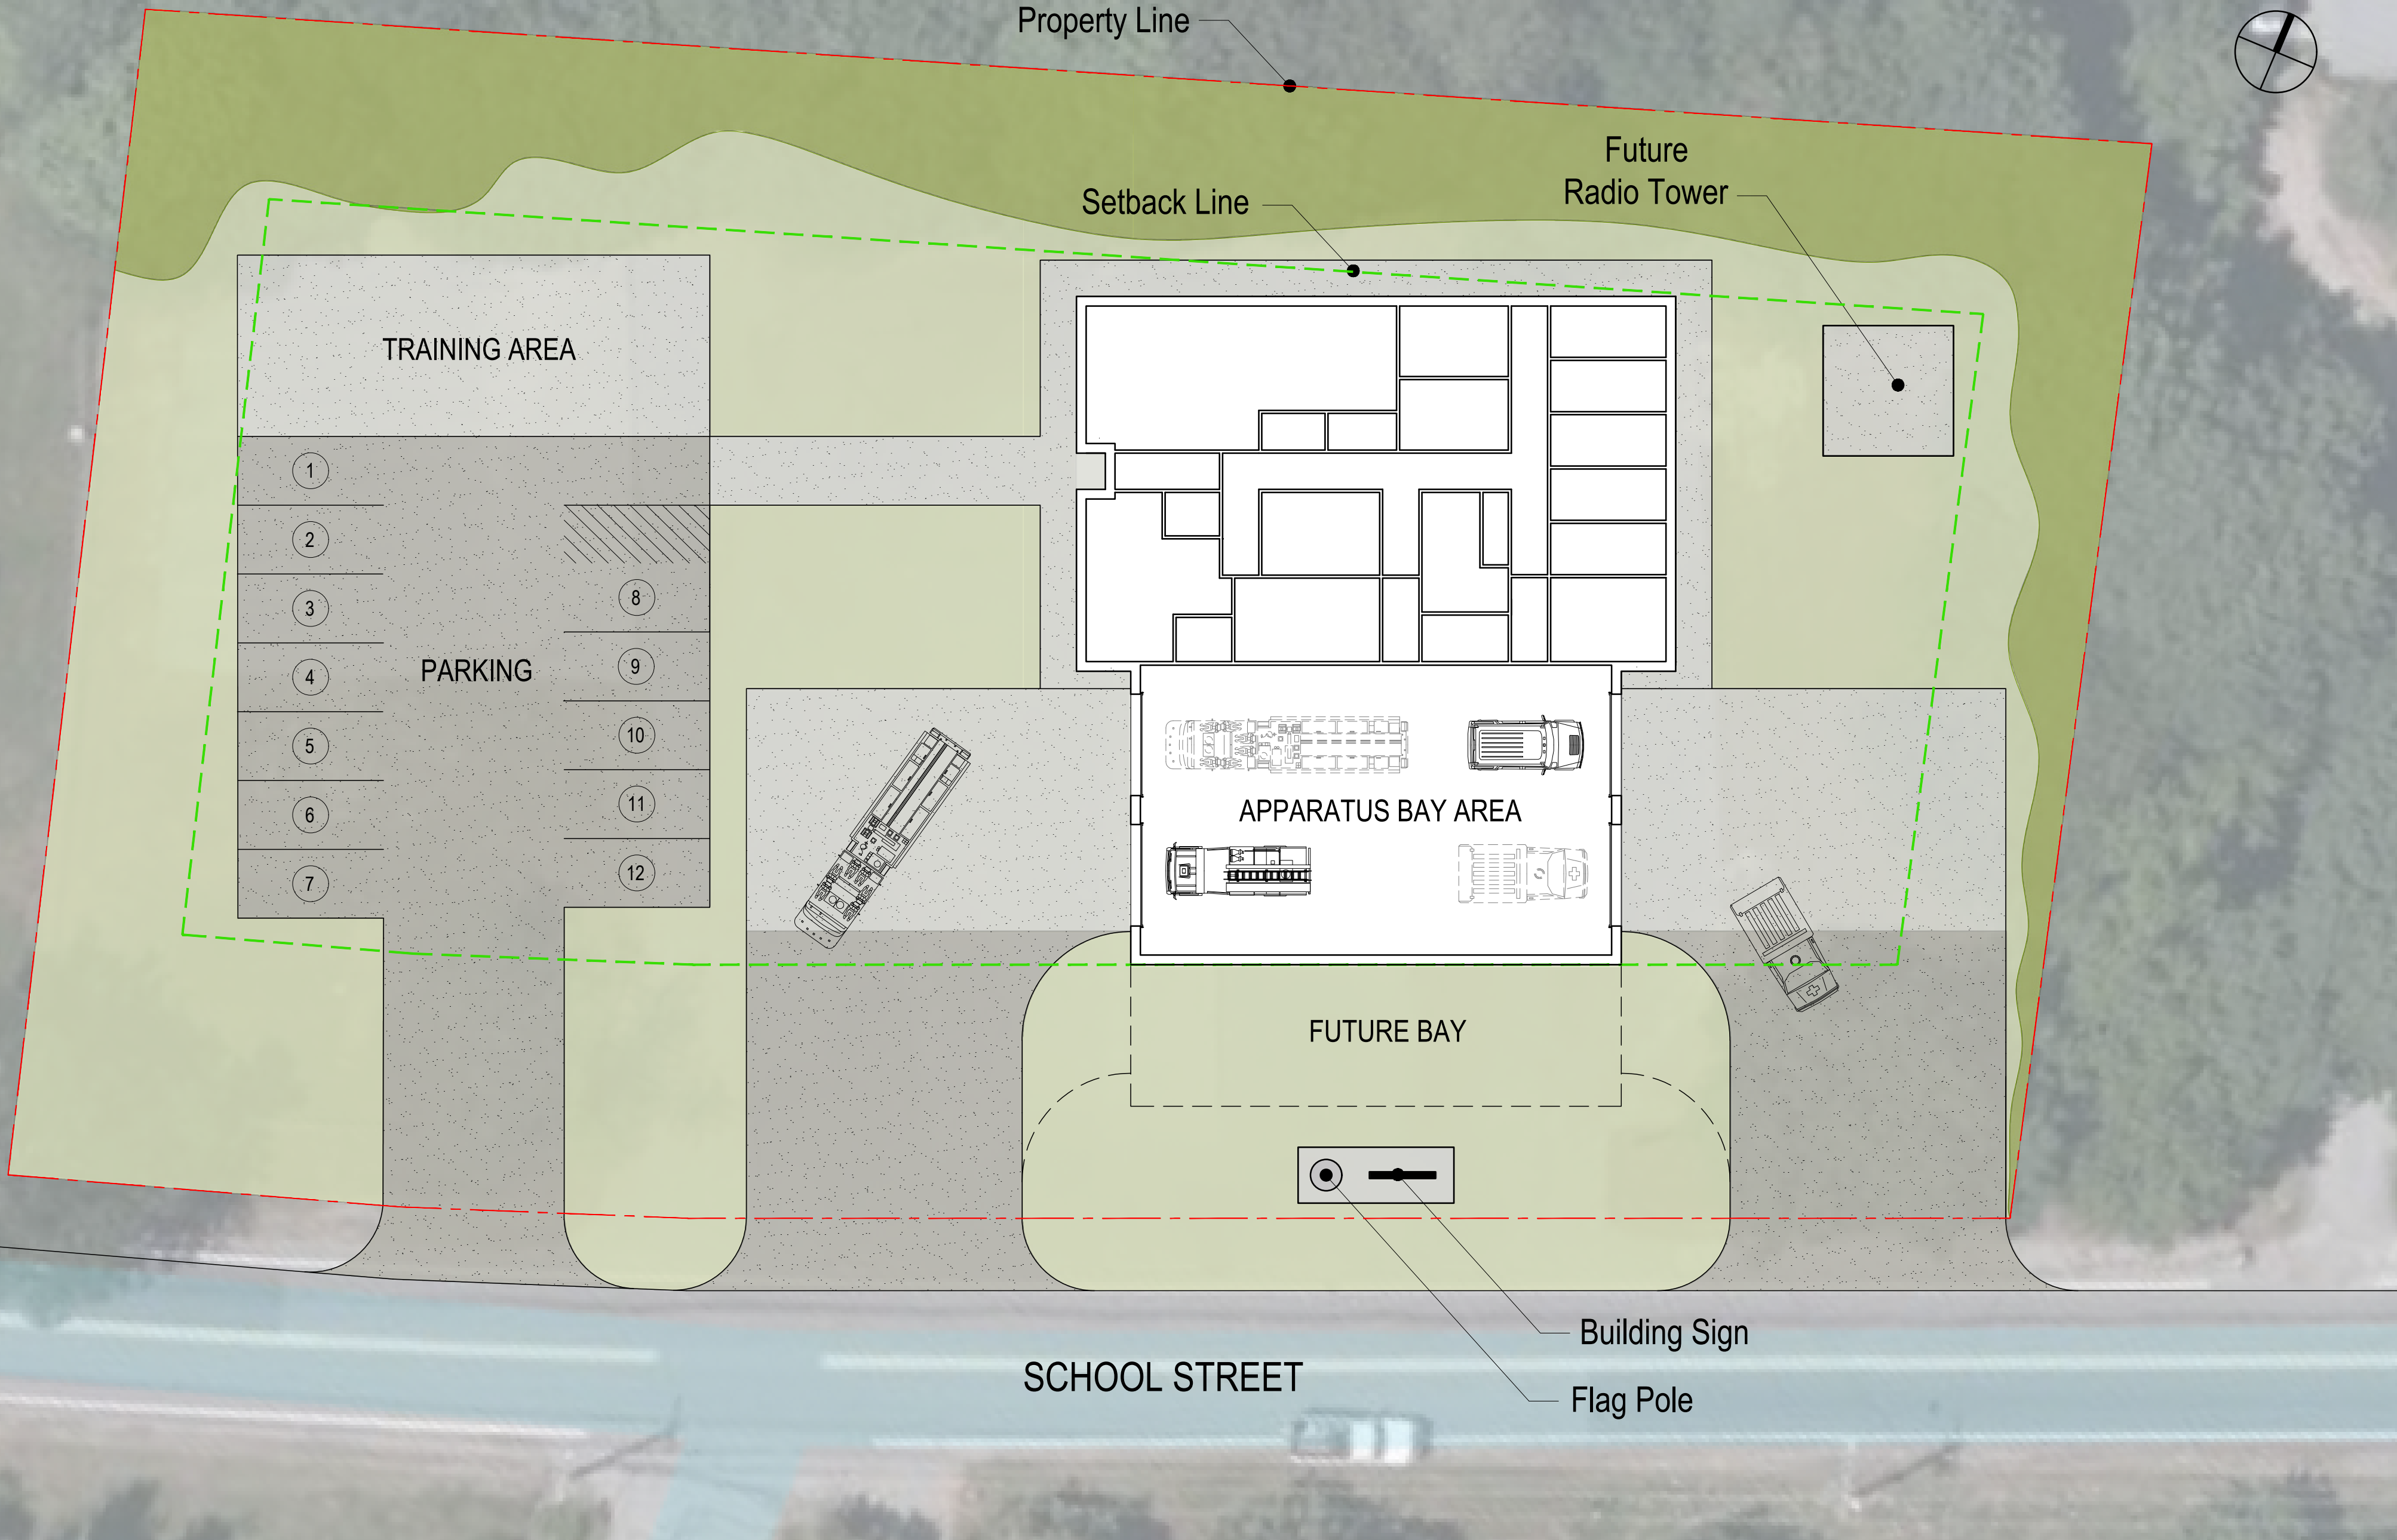 Property Line
Future
Radio Tower
Setback Line
TRAINING AREA
1
2
3
4
5
6
7
PARKING
8
9
10
11
12
APPARATUS BAY AREA
FUTURE BAY
Building Sign
SCHOOL STREET
Flag Pole